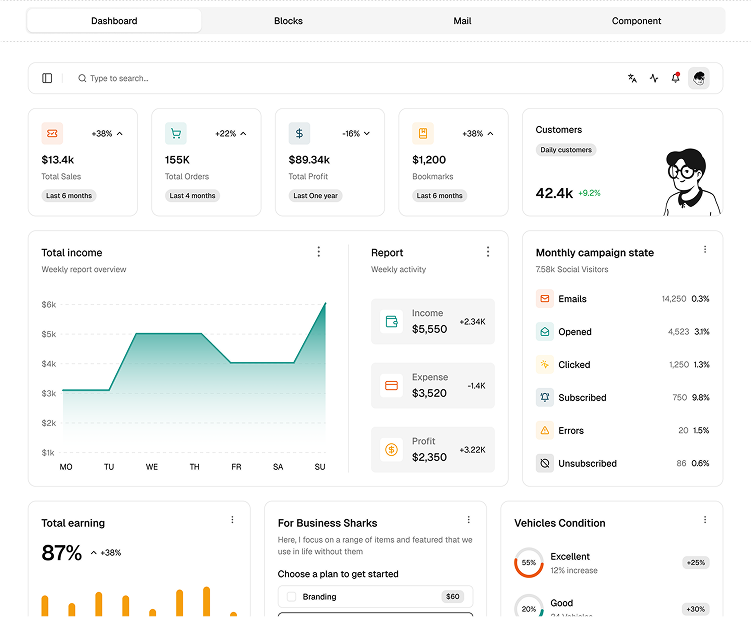 Dashboard
Blocks
Mail
Component
Type to search...
+38%
$13.4k
Total Sales
Last 6 months
+22%
155K
Total Orders
Last 4 months
-16%
$89.34k
Total Profit
Last One year
+38%
$1,200
Bookmarks
Last 6 months
Customers
Daily customers
42.4k +9.2%
Total income
Weekly report overview
$6k
$5k
$4k
$3k
$2k
$1k
MO TU WE TH FR SA SU
Report
Weekly activity
Income
$5,550
+2.34K
Expense
$3,520
-1.4K
Profit
$2,350
+3.22K
Monthly campaign state
7.58k Social Visitors
Emails 14,250 0.3%
Opened 4,523 3.1%
Clicked 1,250 1.3%
Subscribed 750 9.8%
Errors 20 1.5%
Unsubscribed 86 0.6%
Total earning
87% +38%
For Business Sharks
Here, I focus on a range of items and featured that we
use in life without them
Choose a plan to get started
Branding $60
Vehicles Condition
55%
Excellent
12% increase
+25%
20%
Good
24 Vehicles
+30%